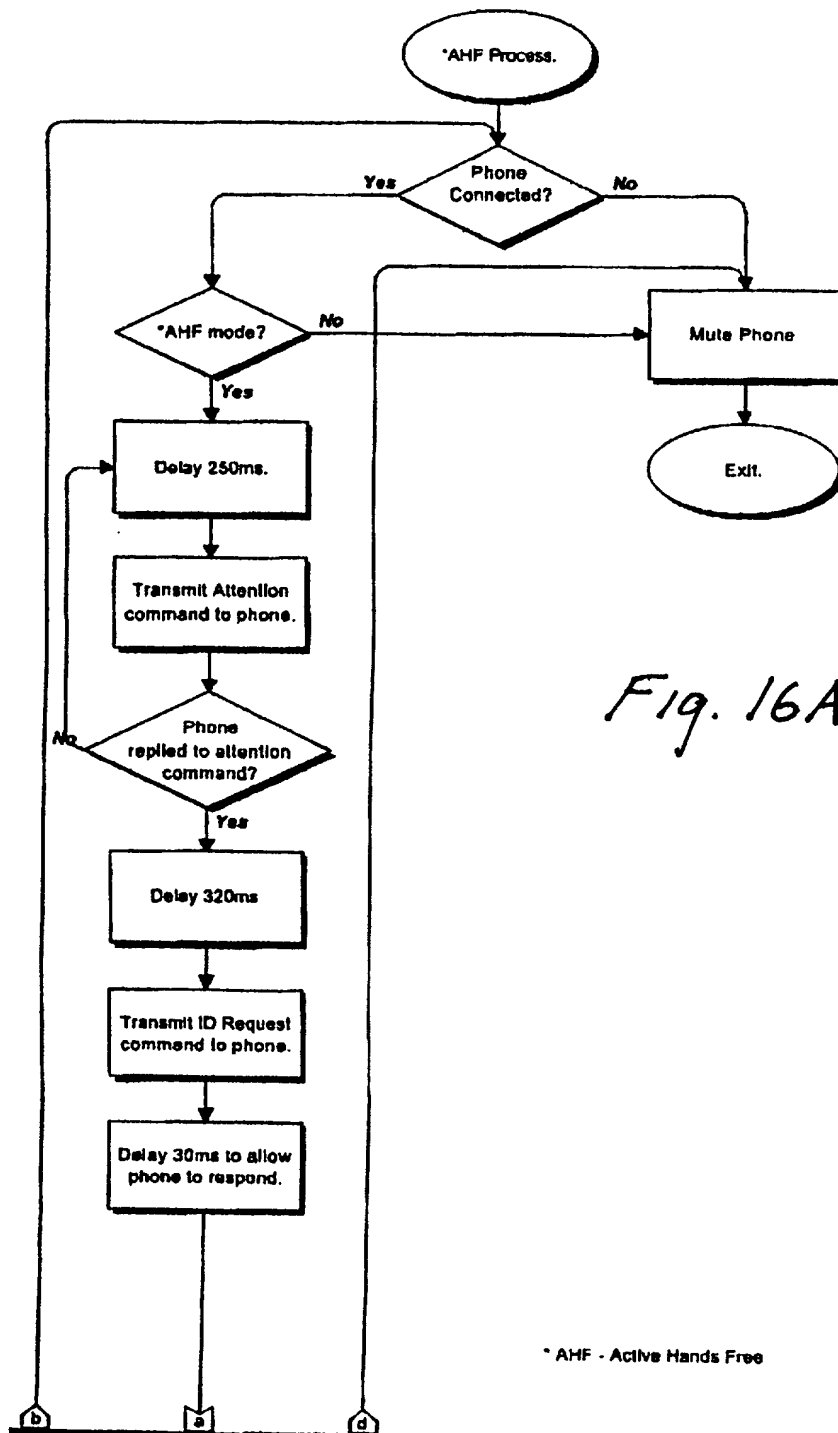 *AHF Process.
Phone
Connected?
Yes
No
*AHF mode?
No
Mute Phone
Yes
Delay 250ms.
Exit.
Transmit Attention
command to phone.
Fig. 16A
Phone
replied to attention
command?
No
Yes
Delay 320ms
Transmit ID Request
command to phone.
Delay 30ms to allow
phone to respond.
* AHF - Active Hands Free
b
a
d